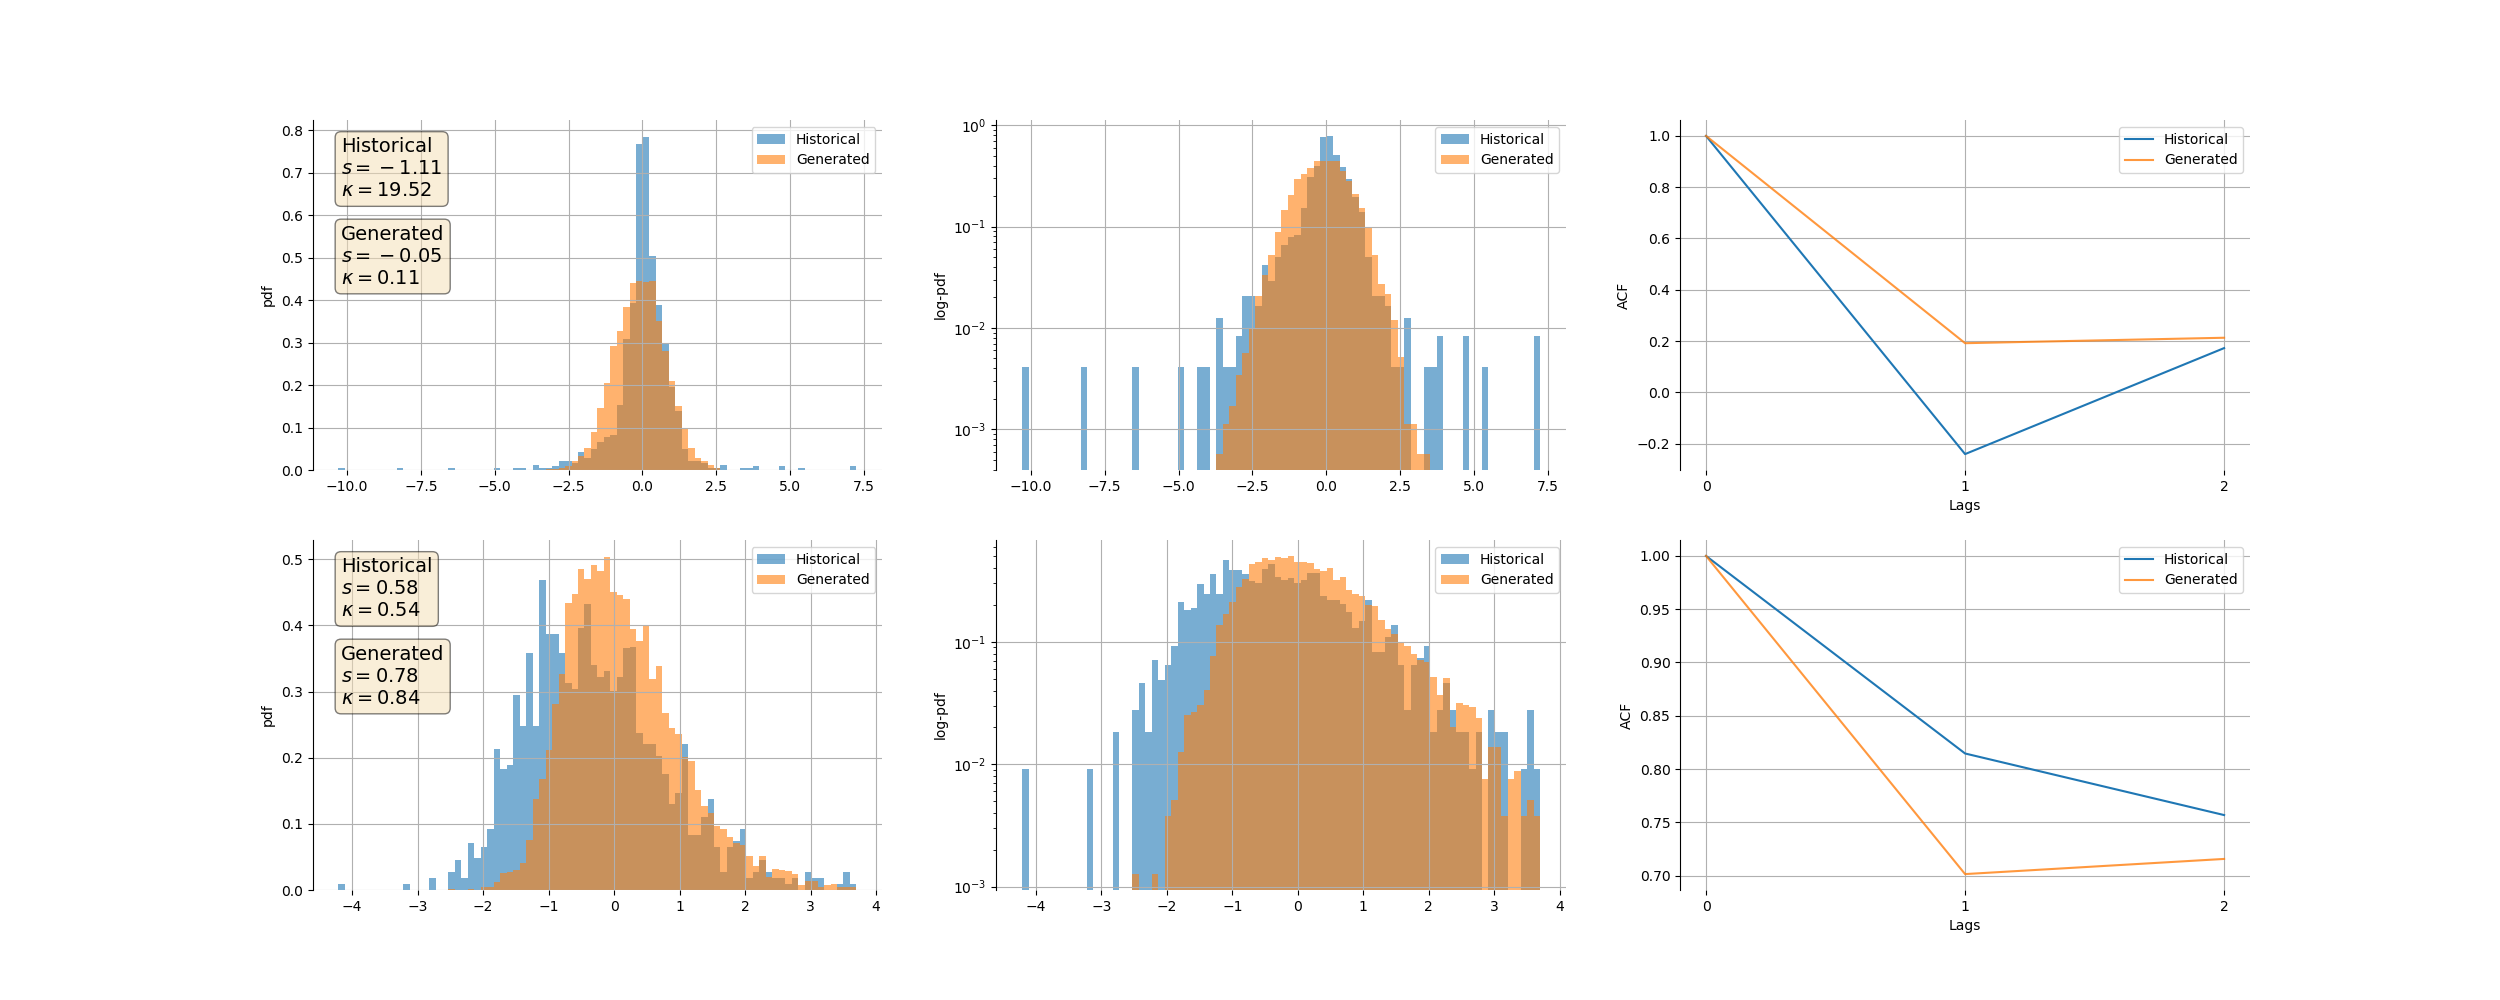 Historical
s = −1.11
κ = 19.52
Generated
s = −0.05
κ = 0.11
Historical
Generated
pdf
0.8
0.7
0.6
0.5
0.4
0.3
0.2
0.1
0.0
−10.0 −7.5 −5.0 −2.5 0.0 2.5 5.0 7.5
Historical
Generated
log-pdf
10⁰
10⁻¹
10⁻²
10⁻³
−10.0 −7.5 −5.0 −2.5 0.0 2.5 5.0 7.5
Historical
Generated
ACF
1.0
0.8
0.6
0.4
0.2
0.0
−0.2
0 1 2
Lags
Historical
s = 0.58
κ = 0.54
Generated
s = 0.78
κ = 0.84
Historical
Generated
pdf
0.5
0.4
0.3
0.2
0.1
0.0
−4 −3 −2 −1 0 1 2 3 4
Historical
Generated
log-pdf
10⁻¹
10⁻²
10⁻³
−4 −3 −2 −1 0 1 2 3 4
Historical
Generated
ACF
1.00
0.95
0.90
0.85
0.80
0.75
0.70
0 1 2
Lags